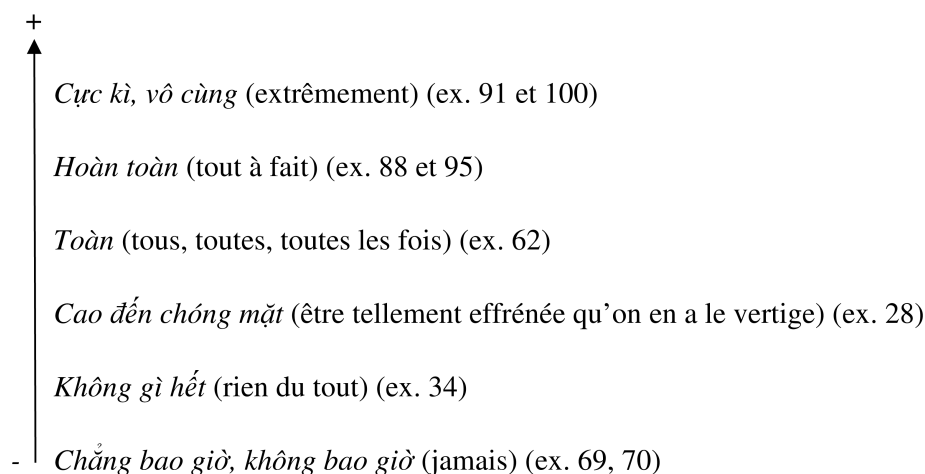 +
Cực kì, vô cùng (extrêmement) (ex. 91 et 100)
Hoàn toàn (tout à fait) (ex. 88 et 95)
Toàn (tous, toutes, toutes les fois) (ex. 62)
Cao đến chóng mặt (être tellement effrénée qu’on en a le vertige) (ex. 28)
Không gì hết (rien du tout) (ex. 34)
- Chẳng bao giờ, không bao giờ (jamais) (ex. 69, 70)